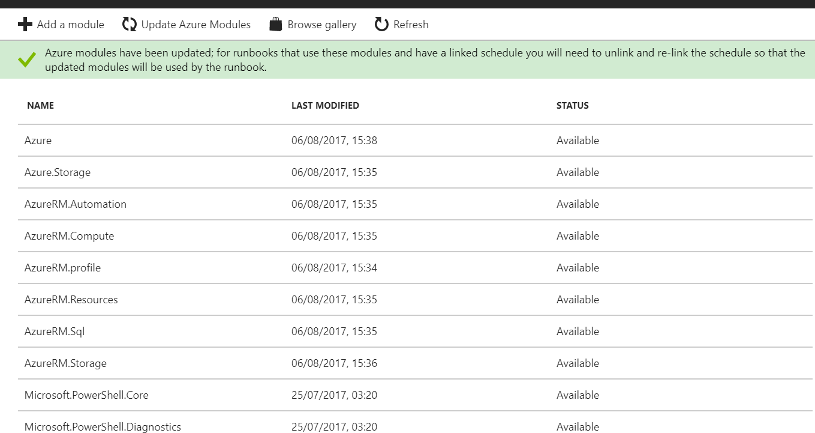 Add a module Update Azure Modules Browse gallery Refresh
Azure modules have been updated; for runbooks that use these modules and have a linked schedule you will need to unlink and re-link the schedule so that the
updated modules will be used by the runbook.
NAME LAST MODIFIED STATUS
Azure 06/08/2017, 15:38 Available
Azure.Storage 06/08/2017, 15:35 Available
AzureRM.Automation 06/08/2017, 15:35 Available
AzureRM.Compute 06/08/2017, 15:35 Available
AzureRM.profile 06/08/2017, 15:34 Available
AzureRM.Resources 06/08/2017, 15:35 Available
AzureRM.Sql 06/08/2017, 15:35 Available
AzureRM.Storage 06/08/2017, 15:36 Available
Microsoft.PowerShell.Core 25/07/2017, 03:20 Available
Microsoft.PowerShell.Diagnostics 25/07/2017, 03:20 Available